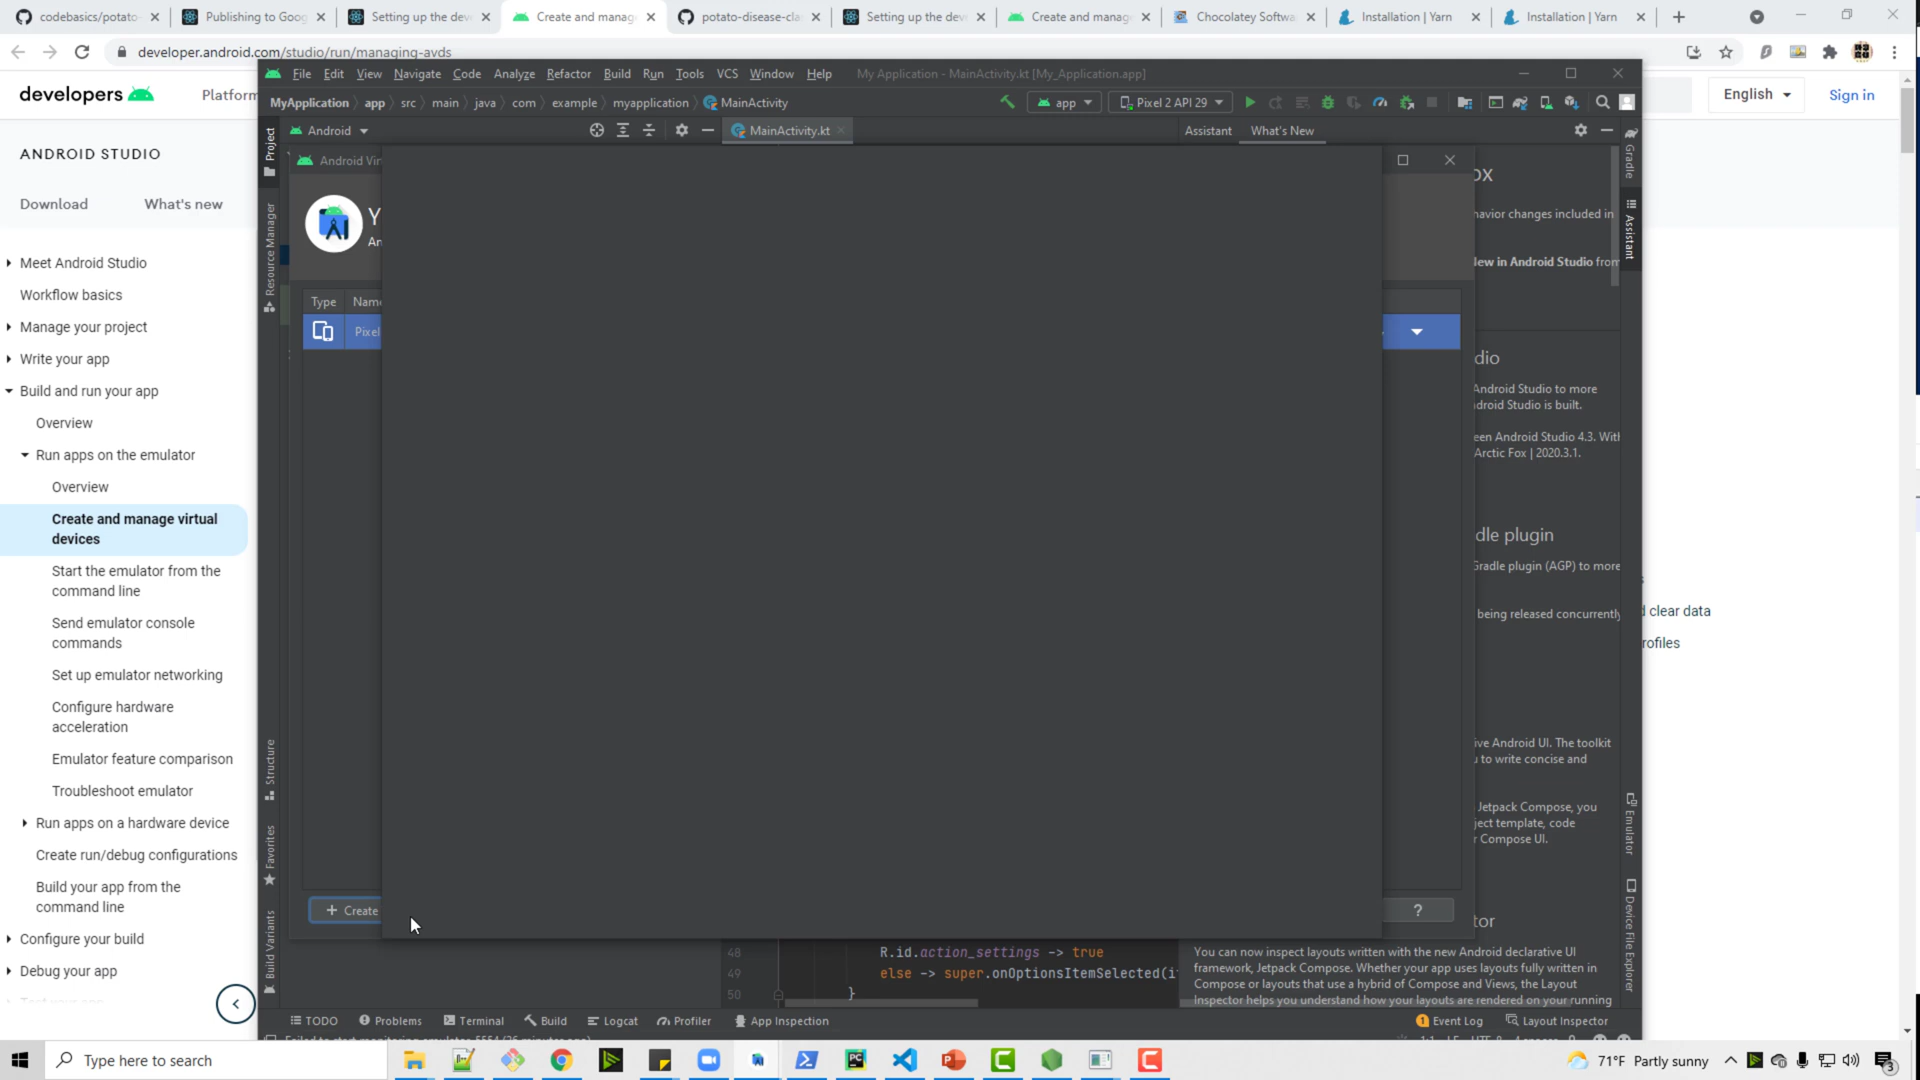 codebasics/potato-
Publishing to Goog
Setting up the dev
Create and manag
potato-disease-cla
Setting up the dev
Create and manag
Chocolatey Softwa
Installation | Yarn
Installation | Yarn
developer.android.com/studio/run/managing-avds
developers
Platform
English
Sign in
ANDROID STUDIO
Download
What's new
Meet Android Studio
Workflow basics
Manage your project
Write your app
Build and run your app
Overview
Run apps on the emulator
Overview
Create and manage virtual
devices
Start the emulator from the
command line
Send emulator console
commands
Set up emulator networking
Configure hardware
acceleration
Emulator feature comparison
Troubleshoot emulator
Run apps on a hardware device
Create run/debug configurations
Build your app from the
command line
Configure your build
Debug your app
File Edit View Navigate Code Analyze Refactor Build Run Tools VCS Window Help My Application - MainActivity.kt [My_Application.app]
MyApplication app src main java com example myapplication MainActivity
app
Pixel 2 API 29
Android
MainActivity.kt
Assistant
What's New
Project
Resource Manager
Structure
Favorites
Build Variants
Gradle
Assistant
Emulator
Device File Explorer
Android Vir
Y
An
Type Name
Pixel
+ Create
?
ox
havior changes included in
New in Android Studio from
dio
Android Studio to more
droid Studio is built.
een Android Studio 4.3. With
Arctic Fox | 2020.3.1.
dle plugin
Gradle plugin (AGP) to more
being released concurrently
ive Android UI. The toolkit
u to write concise and
Jetpack Compose, you
ject template, code
r Compose UI.
tor
You can now inspect layouts written with the new Android declarative UI
framework, Jetpack Compose. Whether your app uses layouts fully written in
Compose or layouts that use a hybrid of Compose and Views, the Layout
Inspector helps you understand how your layouts are rendered on your running
48 R.id.action_settings -> true
49 else -> super.onOptionsItemSelected(i
50 }
d clear data
rofiles
TODO Problems Terminal Build Logcat Profiler App Inspection
Event Log Layout Inspector
Type here to search
71°F Partly sunny
3